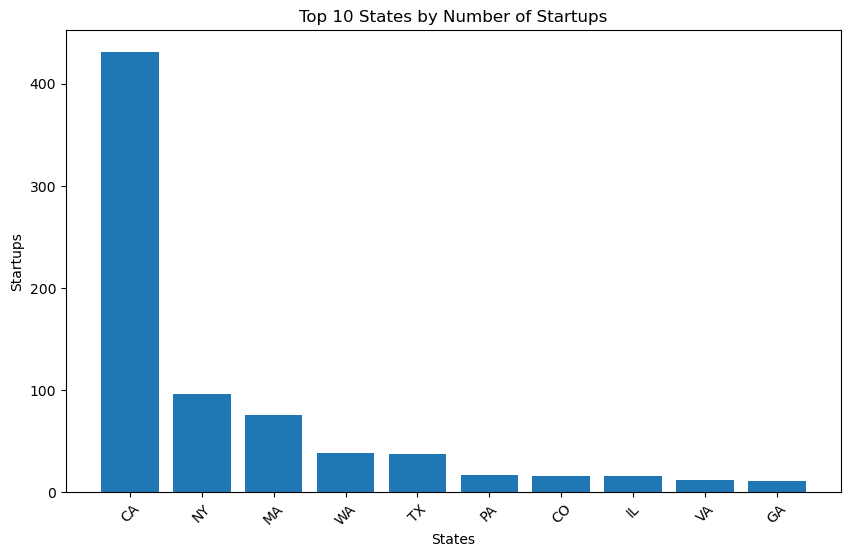 Top 10 States by Number of Startups
Startups
400
300
200
100
0
CA
NY
MA
WA
TX
PA
CO
IL
VA
GA
States